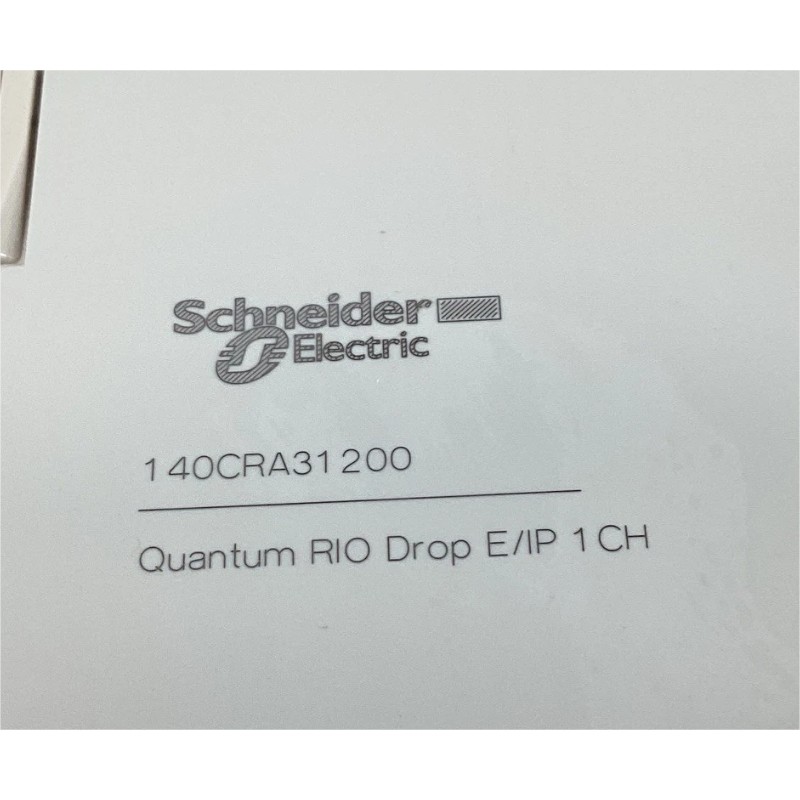 Schneider
Electric
140CRA31200
Quantum RIO Drop E/IP 1CH